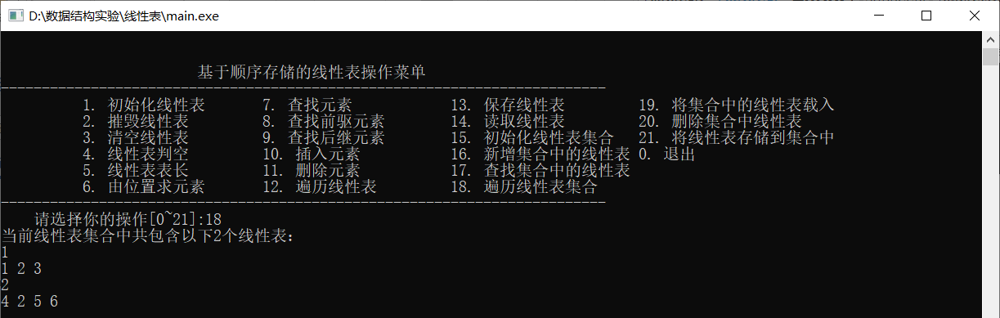 D:\数据结构实验\线性表\main.exe
基于顺序存储的线性表操作菜单
--------------------------------------------------------------------------
1. 初始化线性表 7. 查找元素 13. 保存线性表 19. 将集合中的线性表载入
2. 摧毁线性表 8. 查找前驱元素 14. 读取线性表 20. 删除集合中线性表
3. 清空线性表 9. 查找后继元素 15. 初始化线性表集合 21. 将线性表存储到集合中
4. 线性表判空 10. 插入元素 16. 新增集合中的线性表 0. 退出
5. 线性表表长 11. 删除元素 17. 查找集合中的线性表
6. 由位置求元素 12. 遍历线性表 18. 遍历线性表集合
--------------------------------------------------------------------------
请选择你的操作[0~21]:18
当前线性表集合中共包含以下2个线性表:
1
1 2 3
2
4 2 5 6